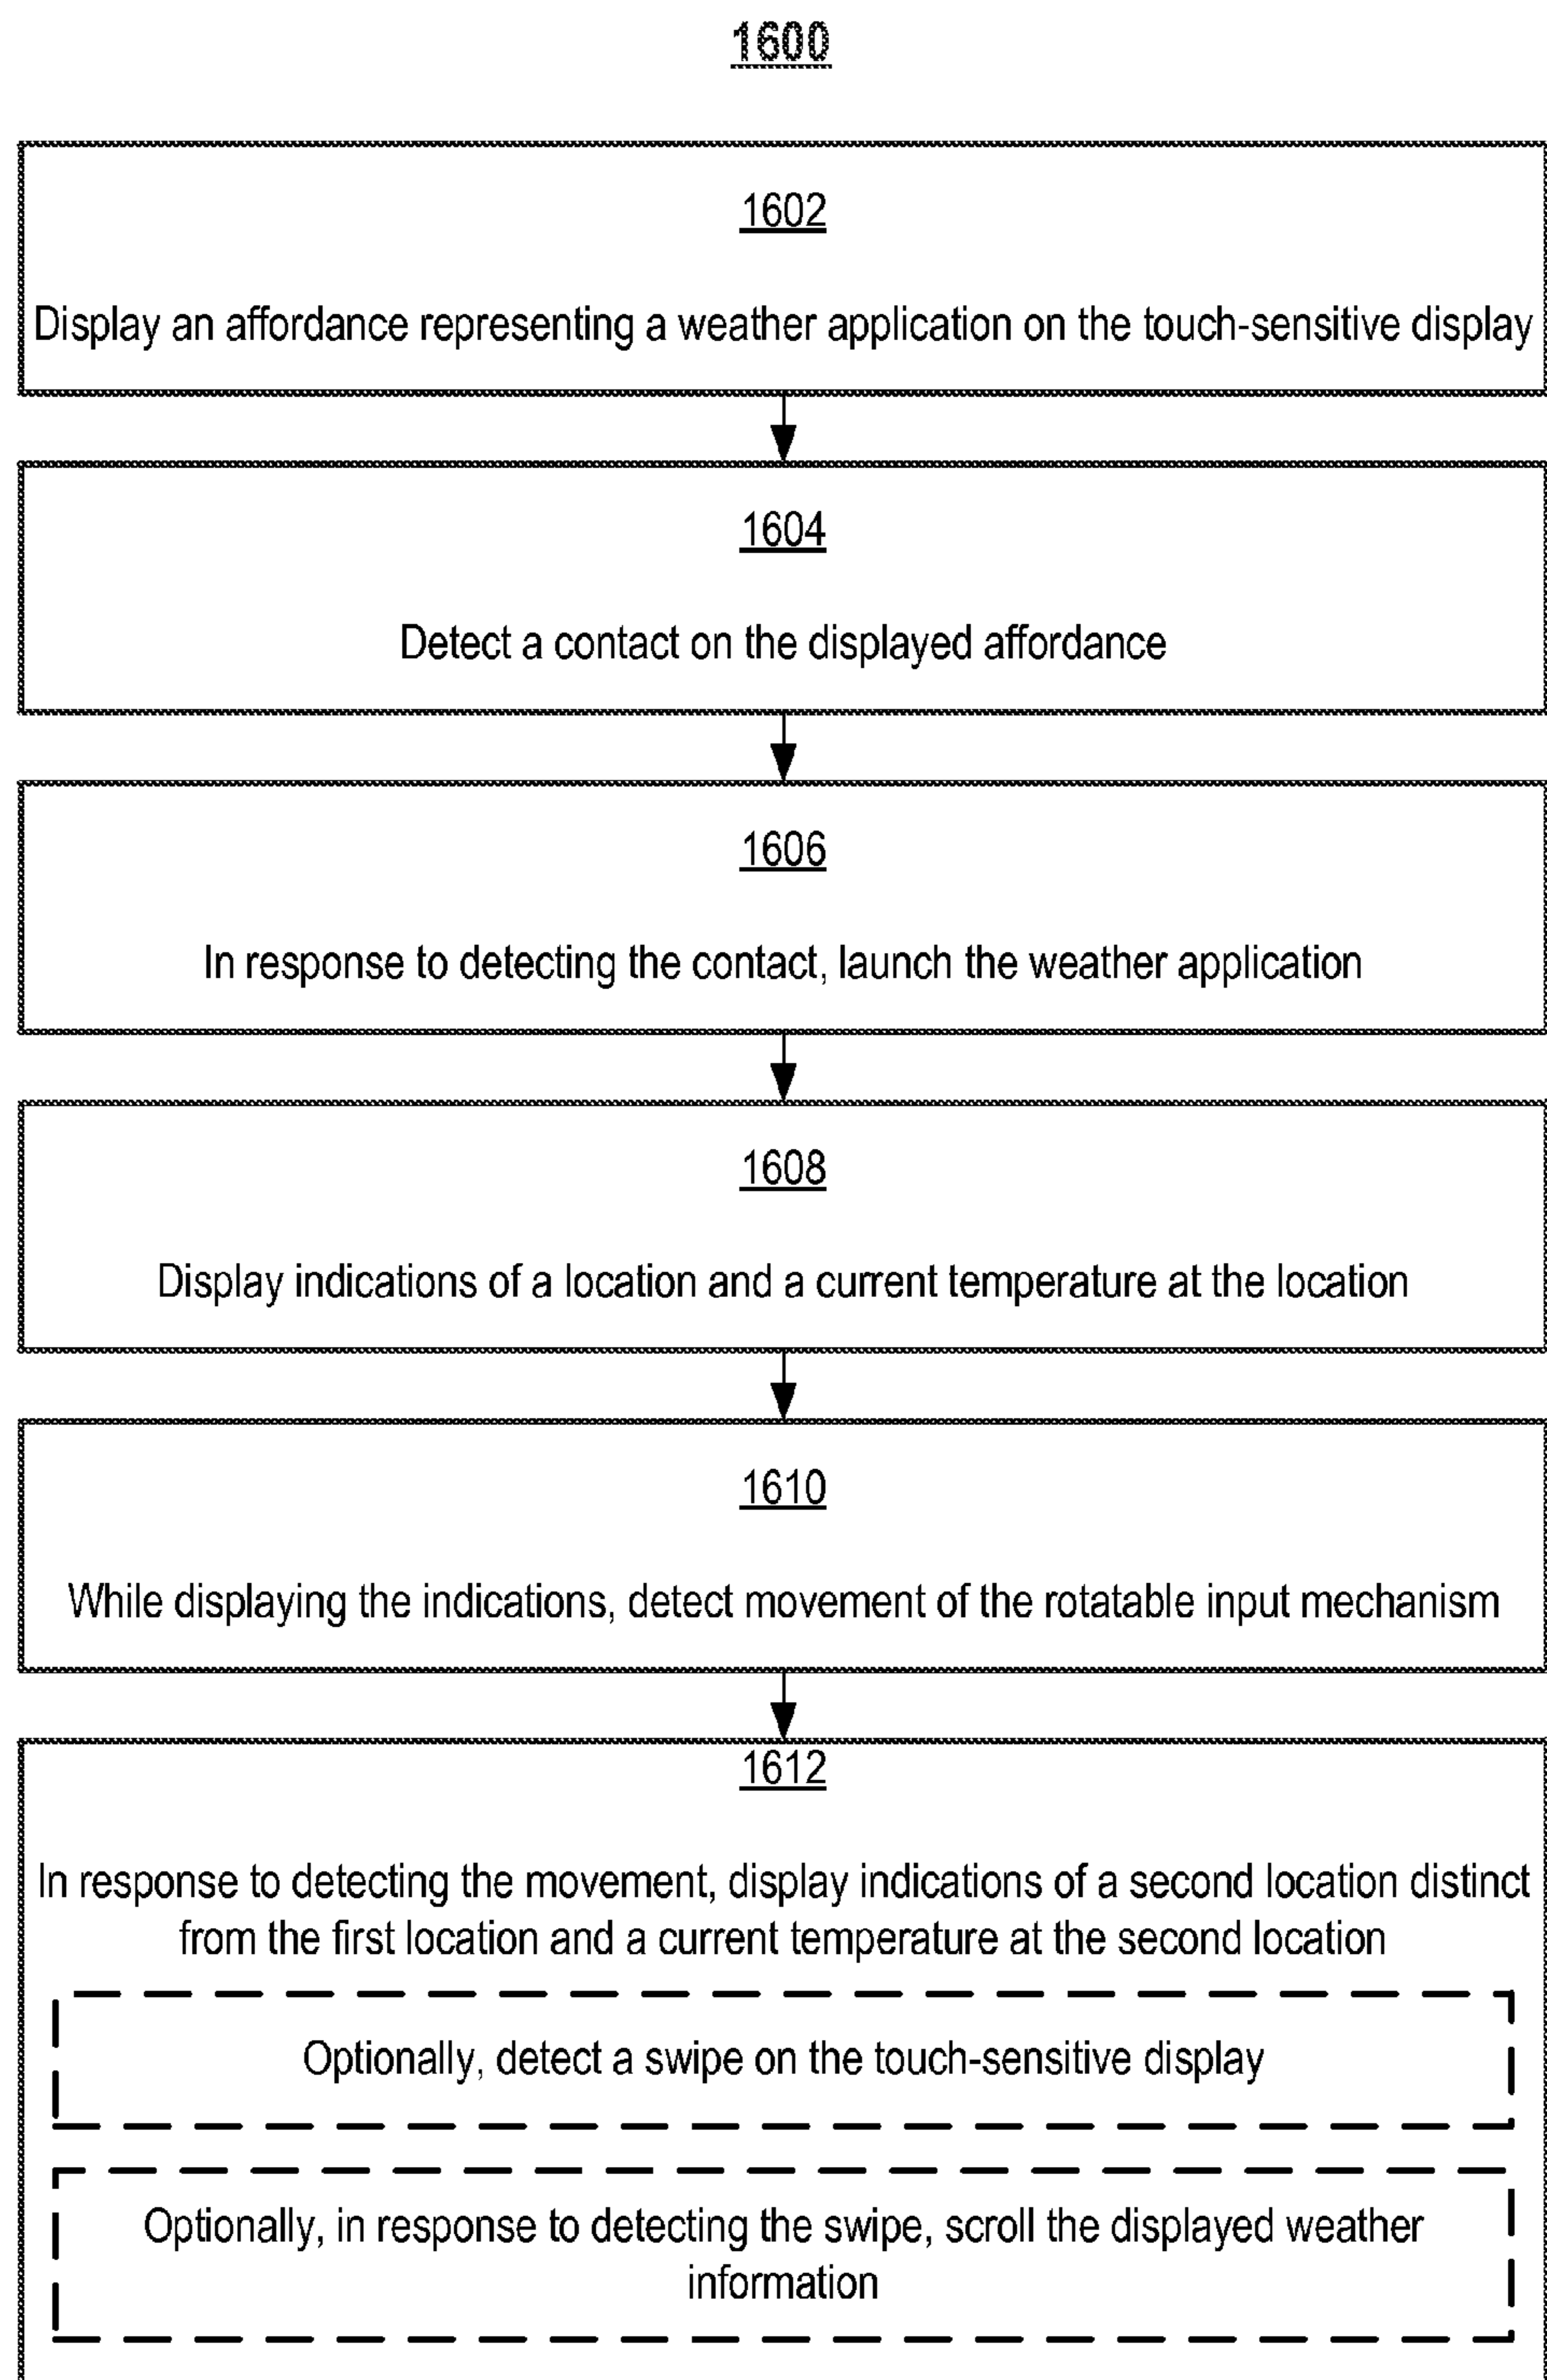 1600
1602
Display an affordance representing a weather application on the touch-sensitive display
1604
Detect a contact on the displayed affordance
1606
In response to detecting the contact, launch the weather application
1608
Display indications of a location and a current temperature at the location
1610
While displaying the indications, detect movement of the rotatable input mechanism
1612
In response to detecting the movement, display indications of a second location distinct
from the first location and a current temperature at the second location
Optionally, detect a swipe on the touch-sensitive display
Optionally, in response to detecting the swipe, scroll the displayed weather
information